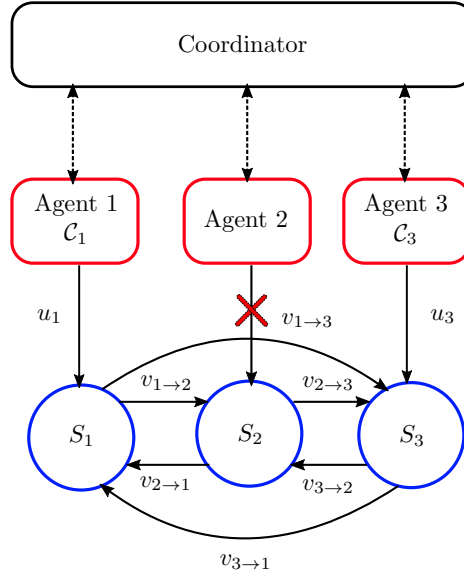 Coordinator
Agent 1
𝒞₁
Agent 2
Agent 3
𝒞₃
u₁
v₁→₃
u₃
v₁→₂
v₂→₃
S₁
S₂
S₃
v₂→₁
v₃→₂
v₃→₁